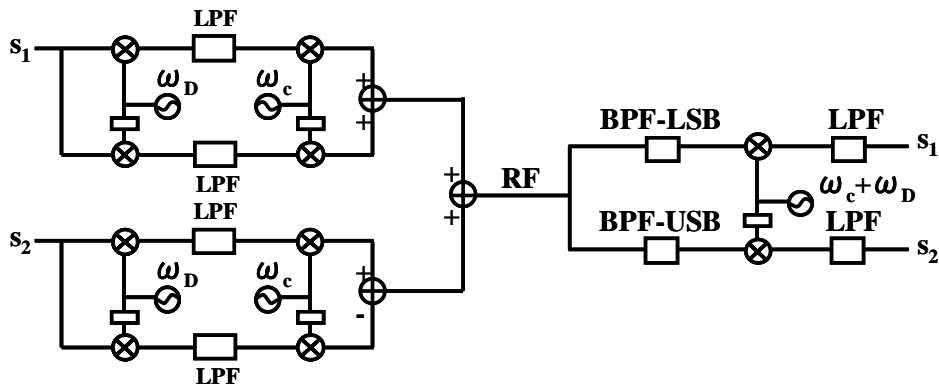 LPF
s1
ωD
ωc
+
+
LPF
BPF-LSB
LPF
s1
+
RF
+
ωc+ωD
LPF
BPF-USB
LPF
s2
s2
ωD
ωc
+
-
LPF